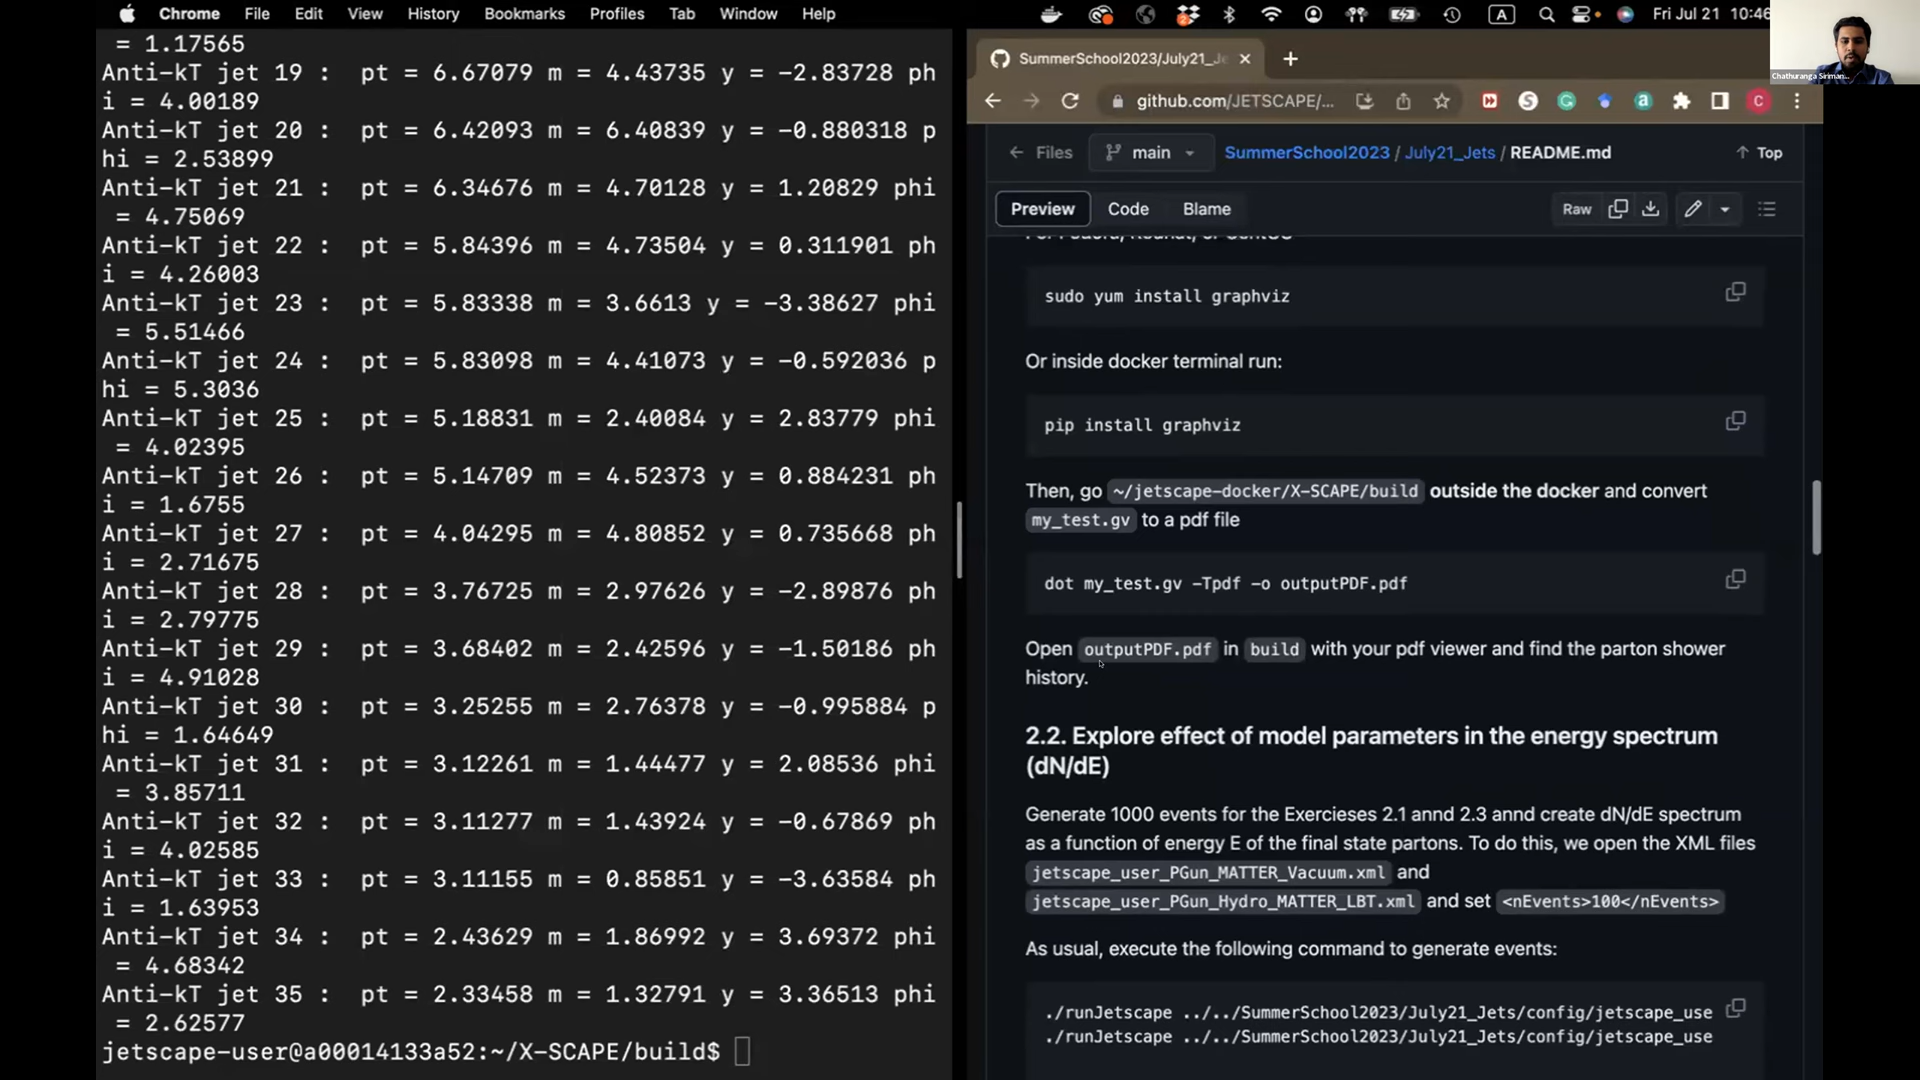 Chrome File Edit View History Bookmarks Profiles Tab Window Help
A Fri Jul 21 10:46
Chathuranga Siriman...
= 1.17565
Anti-kT jet 19 : pt = 6.67079 m = 4.43735 y = -2.83728 ph
i = 4.00189
Anti-kT jet 20 : pt = 6.42093 m = 6.40839 y = -0.880318 p
hi = 2.53899
Anti-kT jet 21 : pt = 6.34676 m = 4.70128 y = 1.20829 phi
= 4.75069
Anti-kT jet 22 : pt = 5.84396 m = 4.73504 y = 0.311901 ph
i = 4.26003
Anti-kT jet 23 : pt = 5.83338 m = 3.6613 y = -3.38627 phi
= 5.51466
Anti-kT jet 24 : pt = 5.83098 m = 4.41073 y = -0.592036 p
hi = 5.3036
Anti-kT jet 25 : pt = 5.18831 m = 2.40084 y = 2.83779 phi
= 4.02395
Anti-kT jet 26 : pt = 5.14709 m = 4.52373 y = 0.884231 ph
i = 1.6755
Anti-kT jet 27 : pt = 4.04295 m = 4.80852 y = 0.735668 ph
i = 2.71675
Anti-kT jet 28 : pt = 3.76725 m = 2.97626 y = -2.89876 ph
i = 2.79775
Anti-kT jet 29 : pt = 3.68402 m = 2.42596 y = -1.50186 ph
i = 4.91028
Anti-kT jet 30 : pt = 3.25255 m = 2.76378 y = -0.995884 p
hi = 1.64649
Anti-kT jet 31 : pt = 3.12261 m = 1.44477 y = 2.08536 phi
= 3.85711
Anti-kT jet 32 : pt = 3.11277 m = 1.43924 y = -0.67869 ph
i = 4.02585
Anti-kT jet 33 : pt = 3.11155 m = 0.85851 y = -3.63584 ph
i = 1.63953
Anti-kT jet 34 : pt = 2.43629 m = 1.86992 y = 3.69372 phi
= 4.68342
Anti-kT jet 35 : pt = 2.33458 m = 1.32791 y = 3.36513 phi
= 2.62577
jetscape-user@a00014133a52:~/X-SCAPE/build$
SummerSchool2023/July21_Je
github.com/JETSCAPE/...
Files main SummerSchool2023 / July21_Jets / README.md Top
Preview Code Blame Raw
sudo yum install graphviz
Or inside docker terminal run:
pip install graphviz
Then, go ~/jetscape-docker/X-SCAPE/build outside the docker and convert
my_test.gv to a pdf file
dot my_test.gv -Tpdf -o outputPDF.pdf
Open outputPDF.pdf in build with your pdf viewer and find the parton shower
history.
2.2. Explore effect of model parameters in the energy spectrum
(dN/dE)
Generate 1000 events for the Exercieses 2.1 annd 2.3 annd create dN/dE spectrum
as a function of energy E of the final state partons. To do this, we open the XML files
jetscape_user_PGun_MATTER_Vacuum.xml and
jetscape_user_PGun_Hydro_MATTER_LBT.xml and set <nEvents>100</nEvents>
As usual, execute the following command to generate events:
./runJetscape ../../SummerSchool2023/July21_Jets/config/jetscape_use
./runJetscape ../../SummerSchool2023/July21_Jets/config/jetscape_use